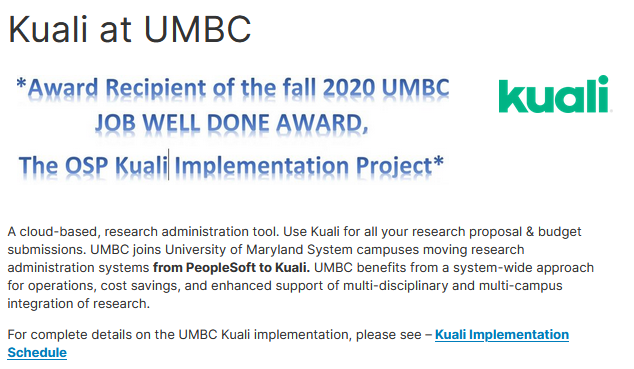 Kuali at UMBC
*Award Recipient of the fall 2020 UMBC
kuali
JOB WELL DONE AWARD,
The OSP Kuali Implementation Project*
A cloud-based, research administration tool. Use Kuali for all your research proposal & budget
submissions. UMBC joins University of Maryland System campuses moving research
administration systems from PeopleSoft to Kuali. UMBC benefits from a system-wide approach
for operations, cost savings, and enhanced support of multi-disciplinary and multi-campus
integration of research.
For complete details on the UMBC Kuali implementation, please see – Kuali Implementation
Schedule